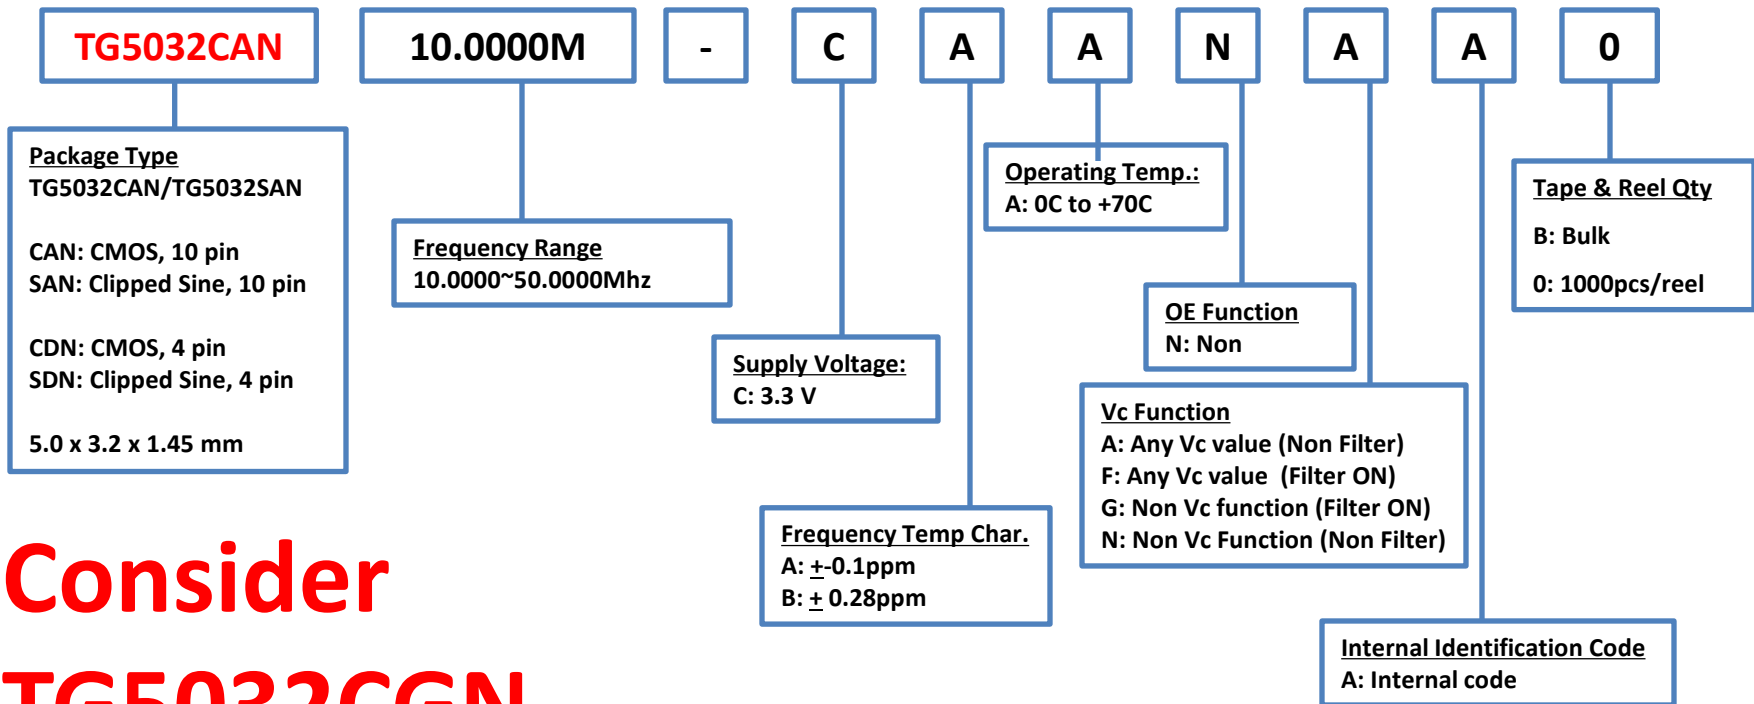 TG5032CAN 10.0000M - C A A N A A 0
Package Type
TG5032CAN/TG5032SAN
CAN: CMOS, 10 pin
SAN: Clipped Sine, 10 pin
CDN: CMOS, 4 pin
SDN: Clipped Sine, 4 pin
5.0 x 3.2 x 1.45 mm
Frequency Range
10.0000~50.0000Mhz
Supply Voltage:
C: 3.3 V
Frequency Temp Char.
A: +-0.1ppm
B: + 0.28ppm
Operating Temp.:
A: 0C to +70C
OE Function
N: Non
Vc Function
A: Any Vc value (Non Filter)
F: Any Vc value  (Filter ON)
G: Non Vc function (Filter ON)
N: Non Vc Function (Non Filter)
Internal Identification Code
A: Internal code
Tape & Reel Qty
B: Bulk
0: 1000pcs/reel
Consider
TG5032CGN